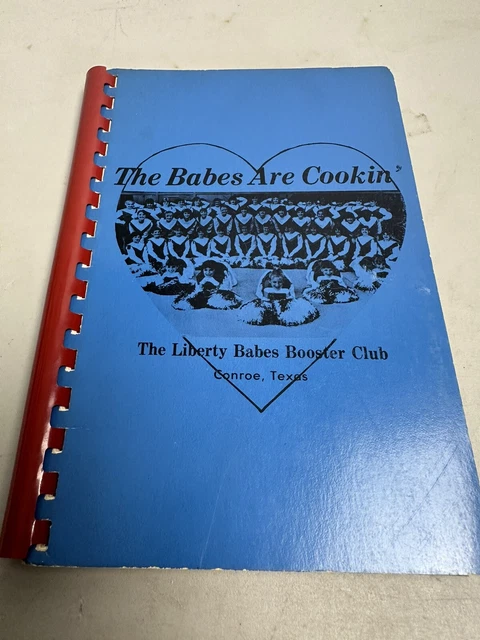 The Babes Are Cookin'
The Liberty Babes Booster Club
Conroe, Texas